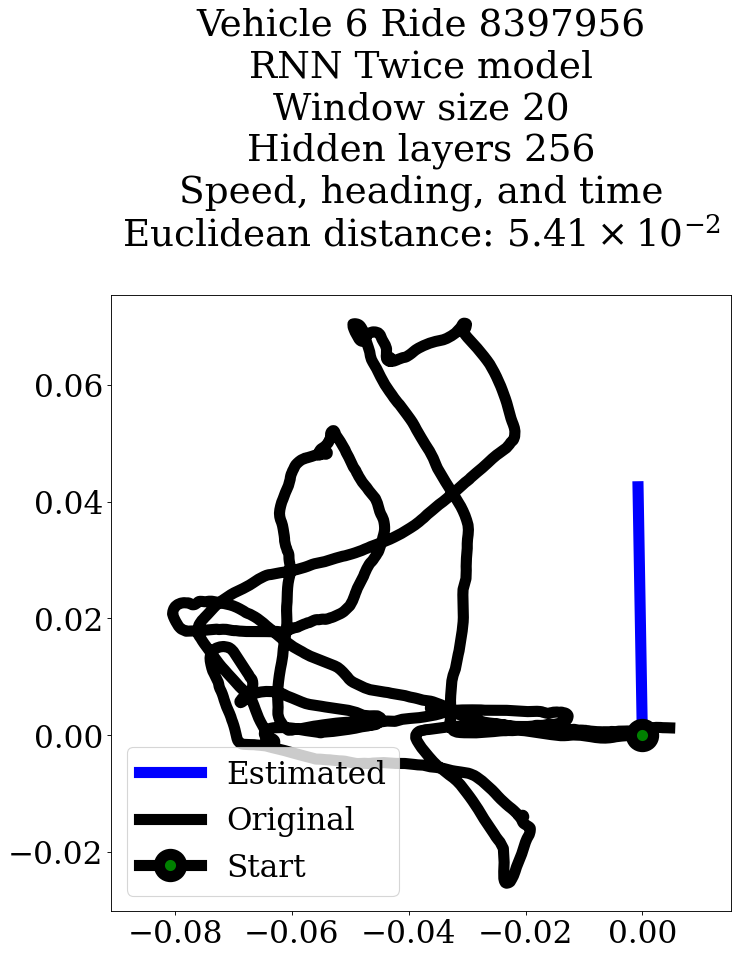 Vehicle 6 Ride 8397956
RNN Twice model
Window size 20
Hidden layers 256
Speed, heading, and time
Euclidean distance: 5.41 × 10⁻²
0.06
0.04
0.02
0.00
−0.02
Estimated
Original
Start
−0.08 −0.06 −0.04 −0.02 0.00